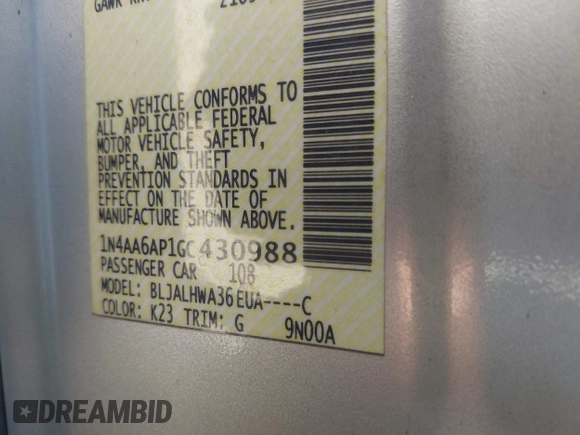 GAWR
THIS VEHICLE CONFORMS TO
ALL APPLICABLE FEDERAL
MOTOR VEHICLE SAFETY,
BUMPER, AND THEFT
PREVENTION STANDARDS IN
EFFECT ON THE DATE OF
MANUFACTURE SHOWN ABOVE.
1N4AA6AP1GC430988
PASSENGER CAR 108
MODEL: BLJALHWA36EUA----C
COLOR: K23 TRIM: G 9N00A
DREAMBID